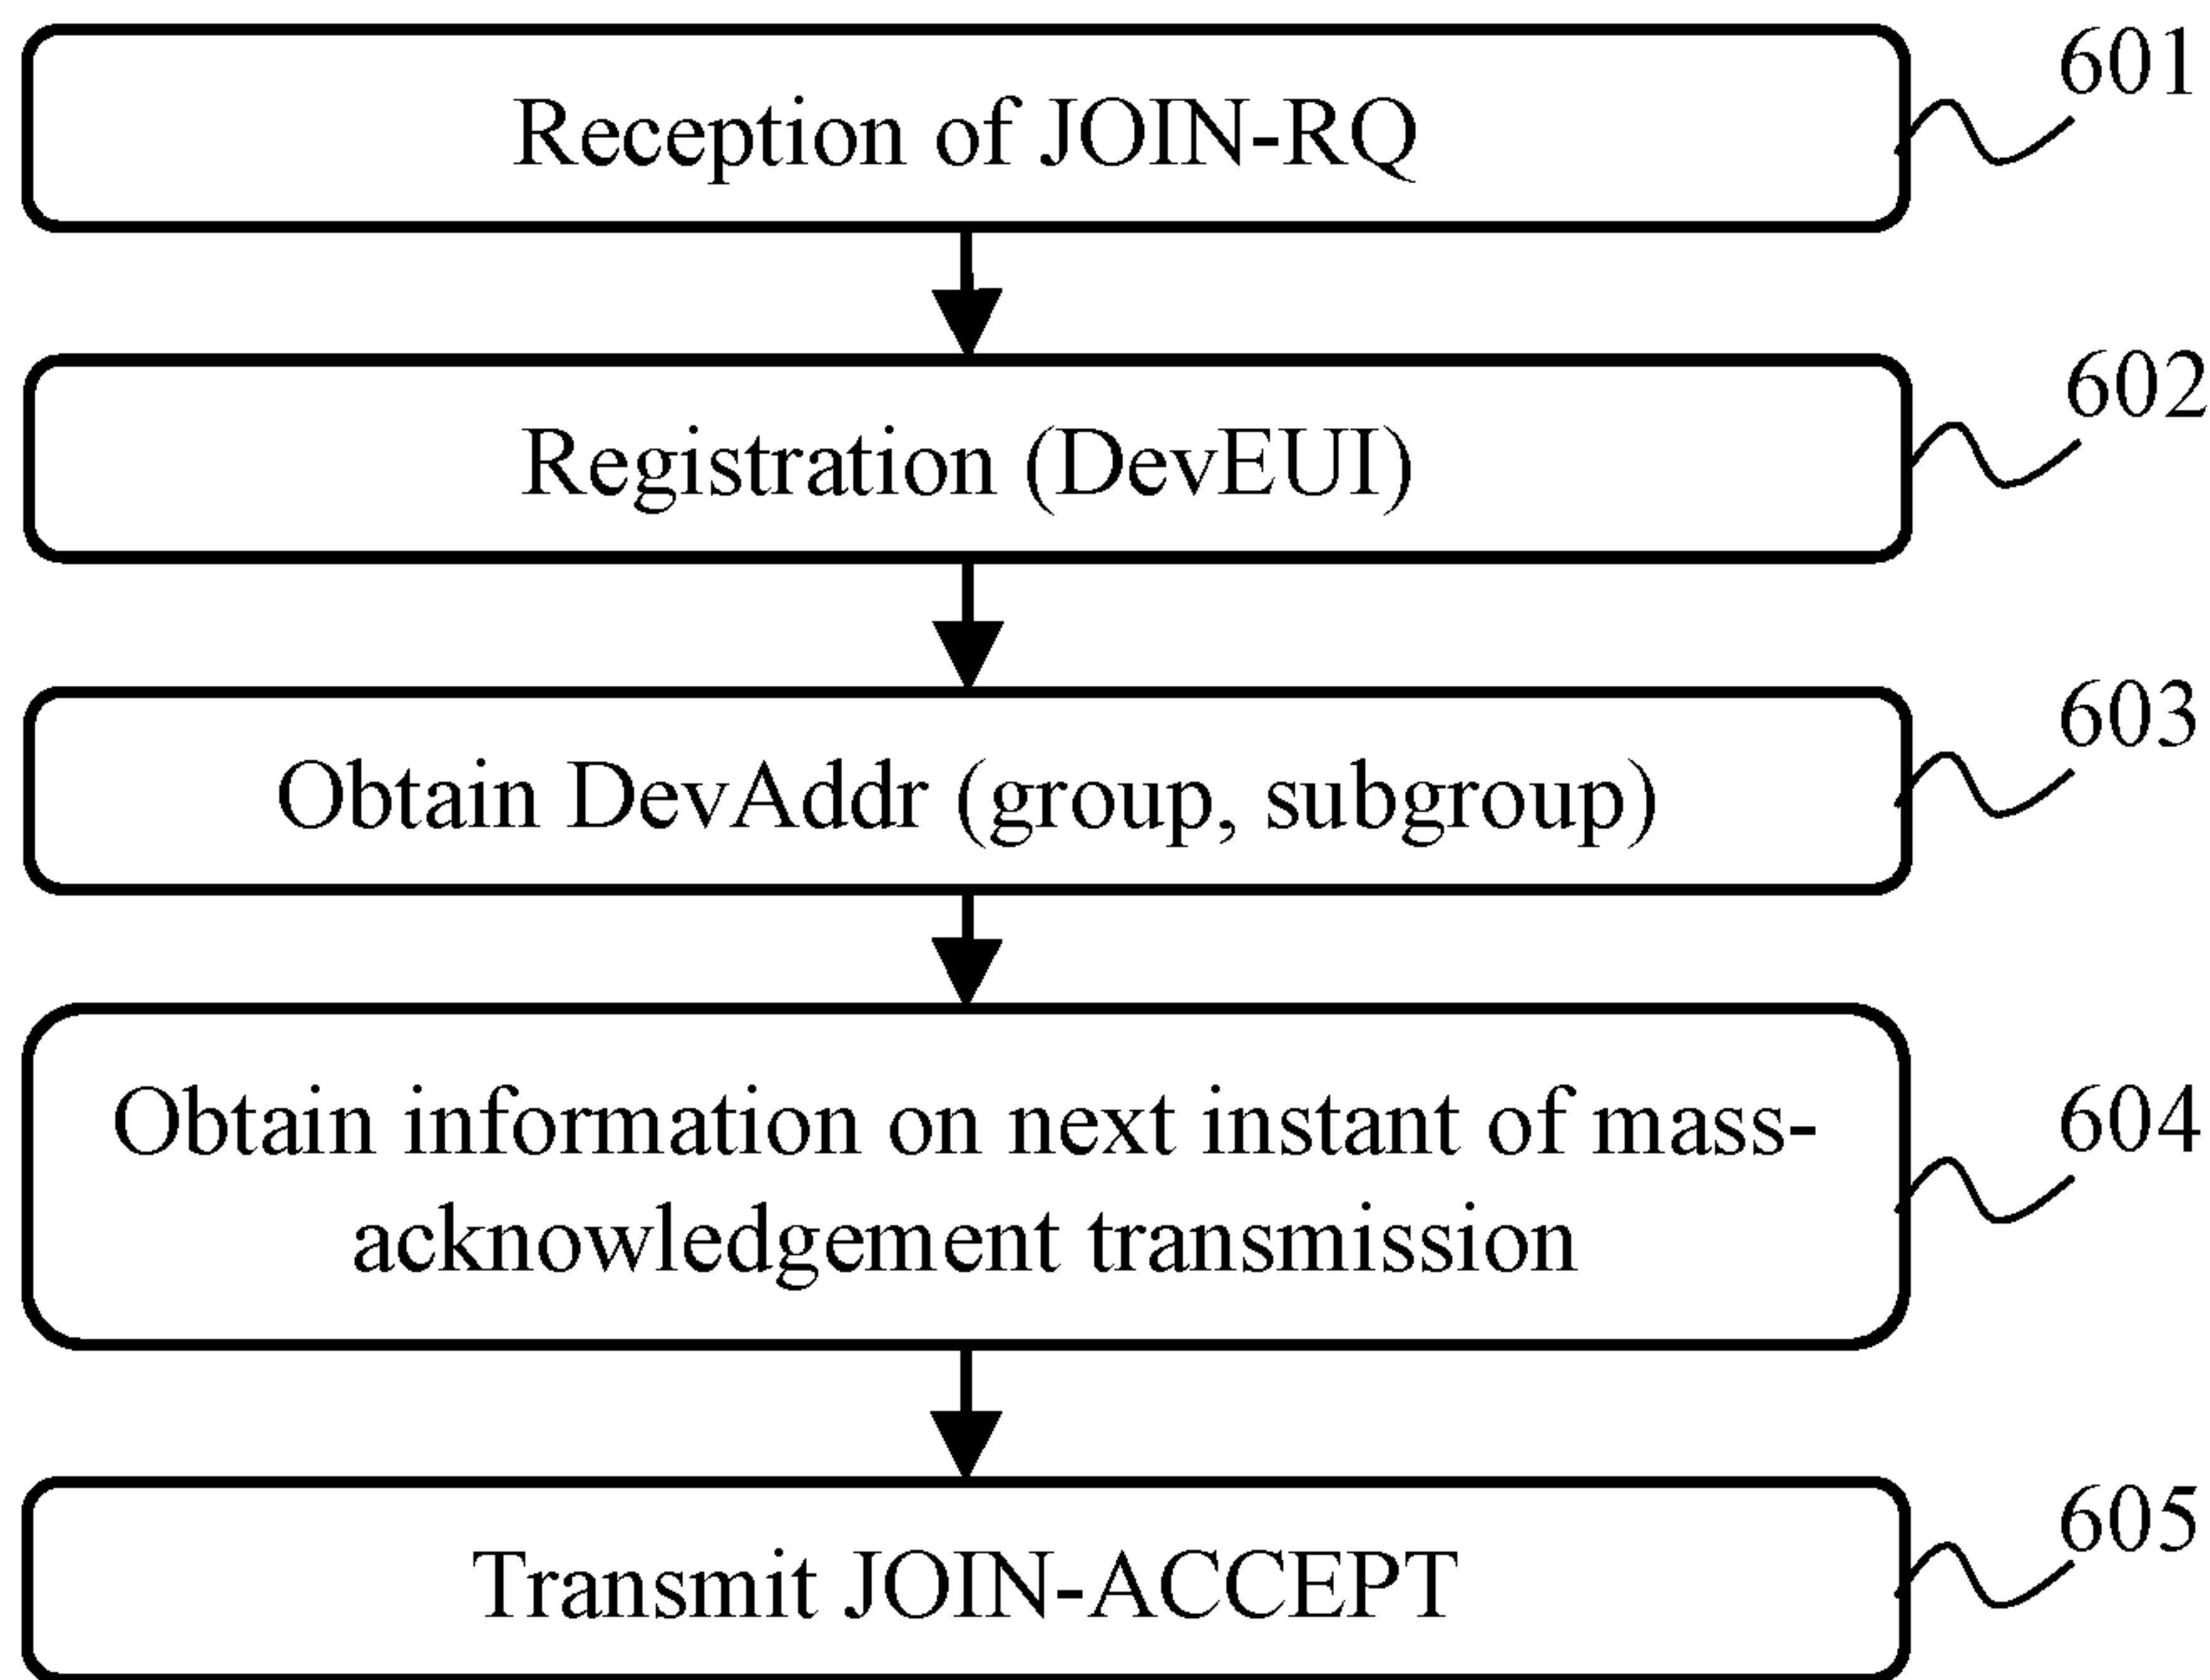 Reception of JOIN-RQ
601
Registration (DevEUI)
602
Obtain DevAddr (group, subgroup)
603
Obtain information on next instant of mass-
acknowledgement transmission
604
Transmit JOIN-ACCEPT
605